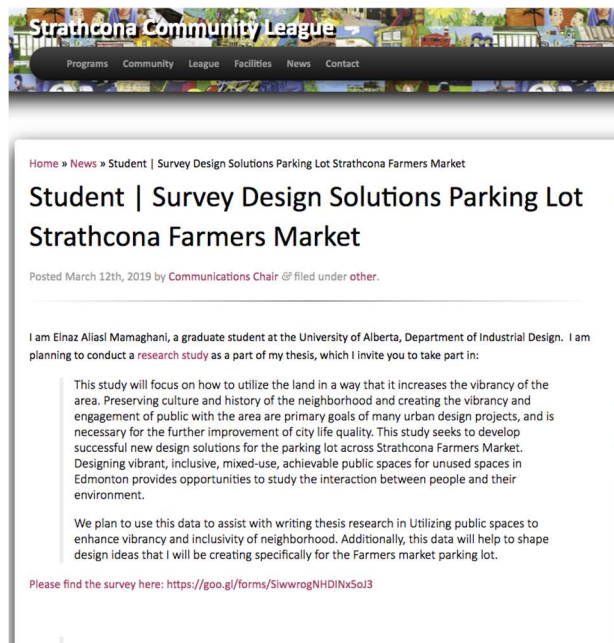 Strathcona Community League
Programs Community League Facilities News Contact
Home » News » Student | Survey Design Solutions Parking Lot Strathcona Farmers Market
Student | Survey Design Solutions Parking Lot
Strathcona Farmers Market
Posted March 12th, 2019 by Communications Chair & filed under other.
I am Elnaz Aliasl Mamaghani, a graduate student at the University of Alberta, Department of Industrial Design. I am
planning to conduct a research study as a part of my thesis, which I invite you to take part in:
This study will focus on how to utilize the land in a way that it increases the vibrancy of the
area. Preserving culture and history of the neighborhood and creating the vibrancy and
engagement of public with the area are primary goals of many urban design projects, and is
necessary for the further improvement of city life quality. This study seeks to develop
successful new design solutions for the parking lot across Strathcona Farmers Market.
Designing vibrant, inclusive, mixed-use, achievable public spaces for unused spaces in
Edmonton provides opportunities to study the interaction between people and their
environment.
We plan to use this data to assist with writing thesis research in Utilizing public spaces to
enhance vibrancy and inclusivity of neighborhood. Additionally, this data will help to shape
design ideas that I will be creating specifically for the Farmers market parking lot.
Please find the survey here: https://goo.gl/forms/SiwwrogNHDINx5oJ3